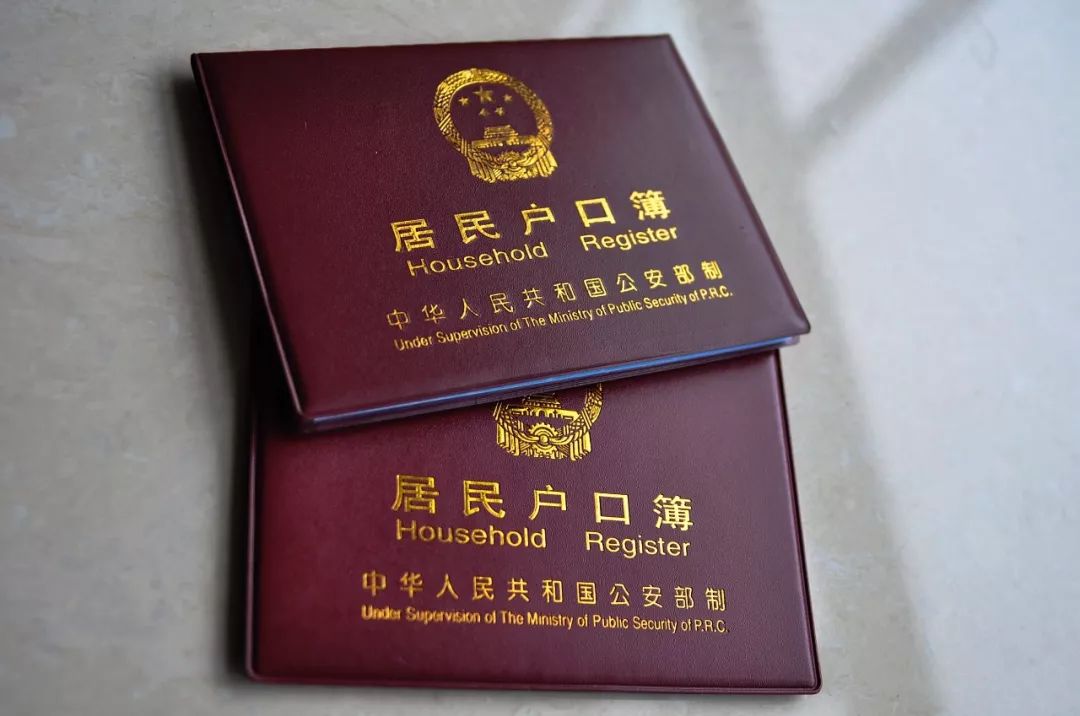 居民户口簿
Household Register
中华人民共和国公安部制
Under Supervision of The Ministry of Public Security of P.R.C.
居民户口簿
Household Register
中华人民共和国公安部制
Under Supervision of The Ministry of Public Security of P.R.C.